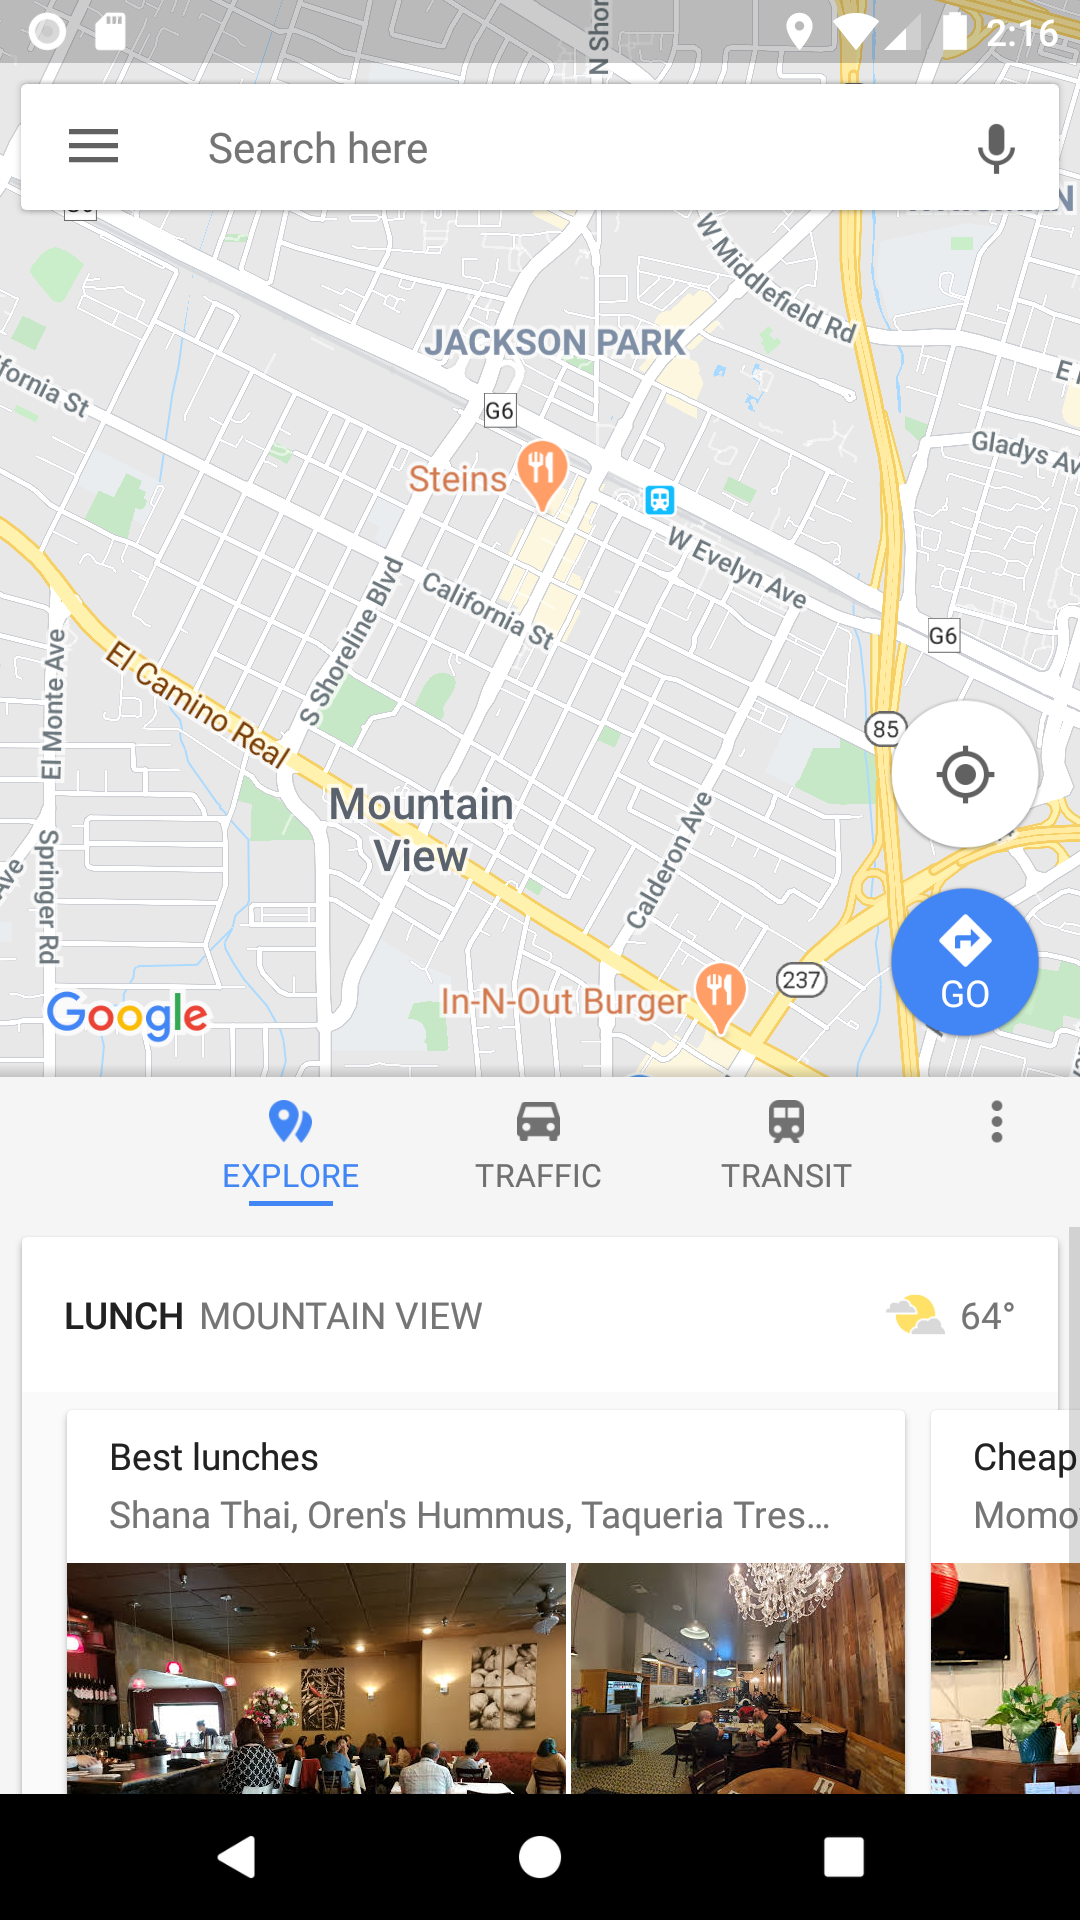 2:16
N Shor
Search here
W Middlefield Rd
JACKSON PARK
ifornia St
G6
Gladys Av
Steins
W Evelyn Ave
California St
S Shoreline Blvd
G6
El Monte Ave
El Camino Real
85
Mountain
View
Calderon Ave
Springer Rd
Ave
237
In-N-Out Burger
GO
Google
EXPLORE
TRAFFIC
TRANSIT
LUNCH MOUNTAIN VIEW
64°
Best lunches
Shana Thai, Oren's Hummus, Taqueria Tres...
Cheap
Momo